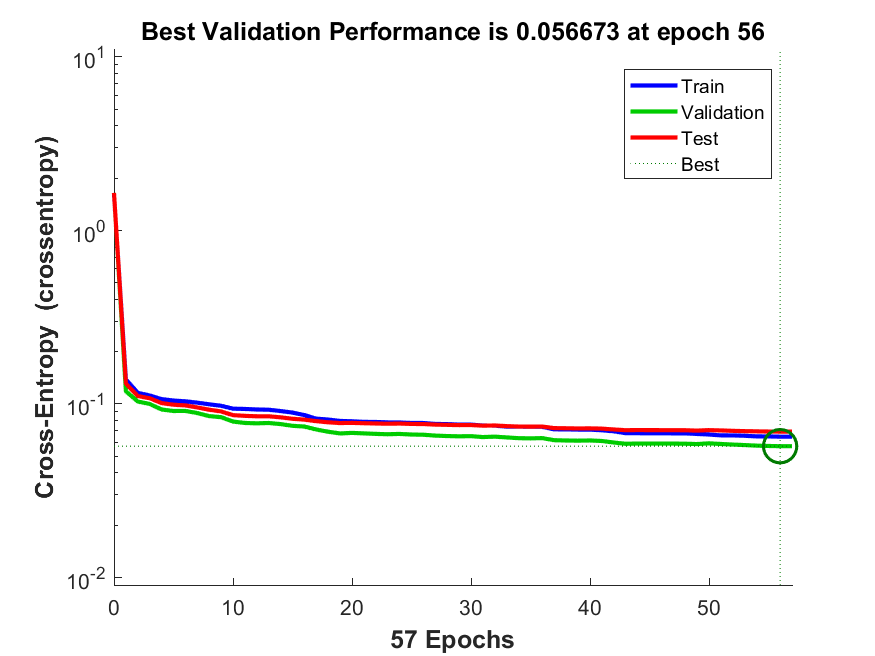 Best Validation Performance is 0.056673 at epoch 56
Cross-Entropy (crossentropy)
10^1
10^0
10^-1
10^-2
Train
Validation
Test
Best
0 10 20 30 40 50
57 Epochs